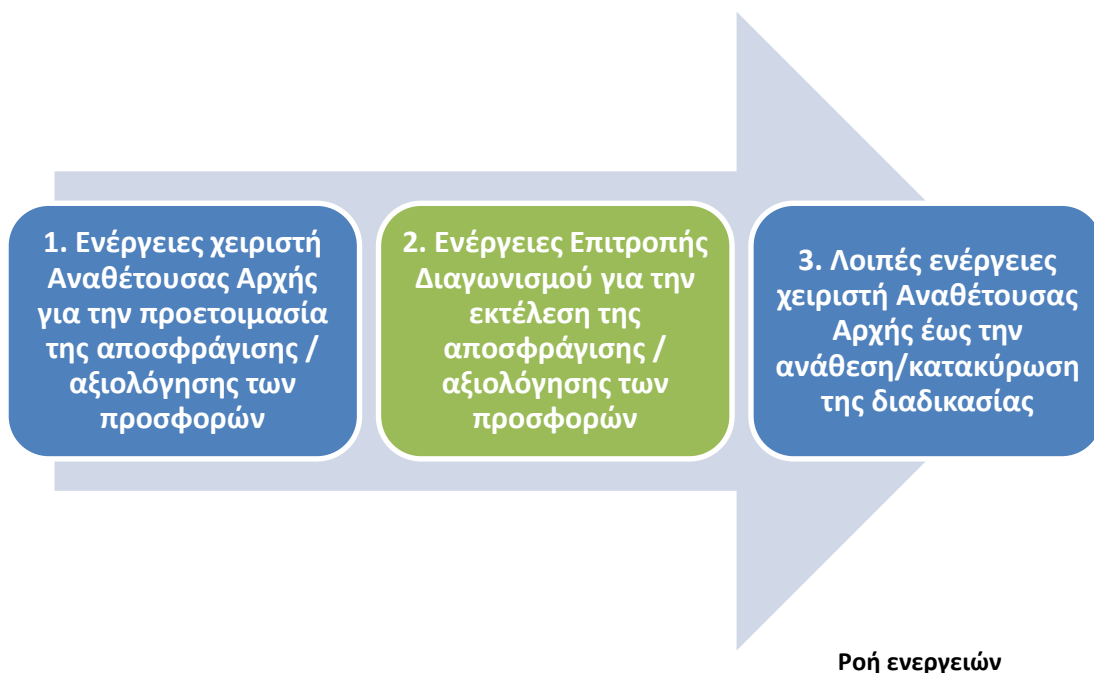 1. Ενέργειες χειριστή
Αναθέτουσας Αρχής
για την προετοιμασία
της αποσφράγισης /
αξιολόγησης των
προσφορών
2. Ενέργειες Επιτροπής
Διαγωνισμού για την
εκτέλεση της
αποσφράγισης /
αξιολόγησης των
προσφορών
3. Λοιπές ενέργειες
χειριστή Αναθέτουσας
Αρχής έως την
ανάθεση/κατακύρωση
της διαδικασίας
Ροή ενεργειών